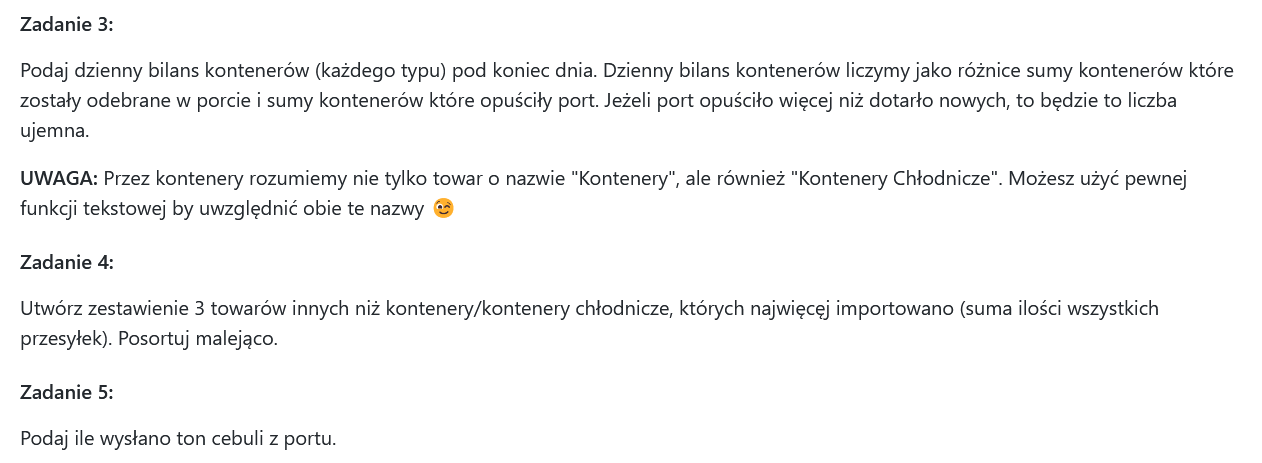 Zadanie 3:
Podaj dzienny bilans kontenerów (każdego typu) pod koniec dnia. Dzienny bilans kontenerów liczymy jako różnice sumy kontenerów które
zostały odebrane w porcie i sumy kontenerów które opuściły port. Jeżeli port opuściło więcej niż dotarło nowych, to będzie to liczba
ujemna.
UWAGA: Przez kontenery rozumiemy nie tylko towar o nazwie "Kontenery", ale również "Kontenery Chłodnicze". Możesz użyć pewnej
funkcji tekstowej by uwzględnić obie te nazwy 😉
Zadanie 4:
Utwórz zestawienie 3 towarów innych niż kontenery/kontenery chłodnicze, których najwięcęj importowano (suma ilości wszystkich
przesyłek). Posortuj malejąco.
Zadanie 5:
Podaj ile wysłano ton cebuli z portu.